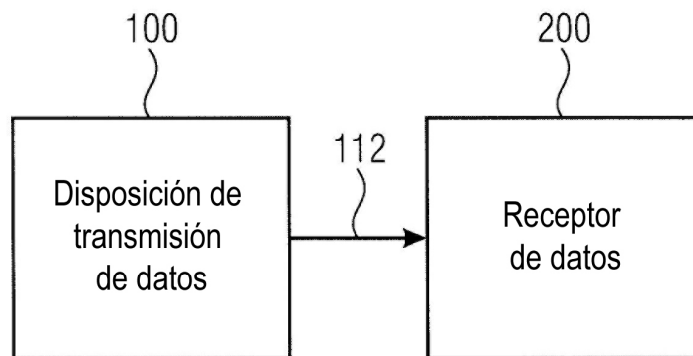 100
200
112
Disposición de
transmisión
de datos
Receptor
de datos